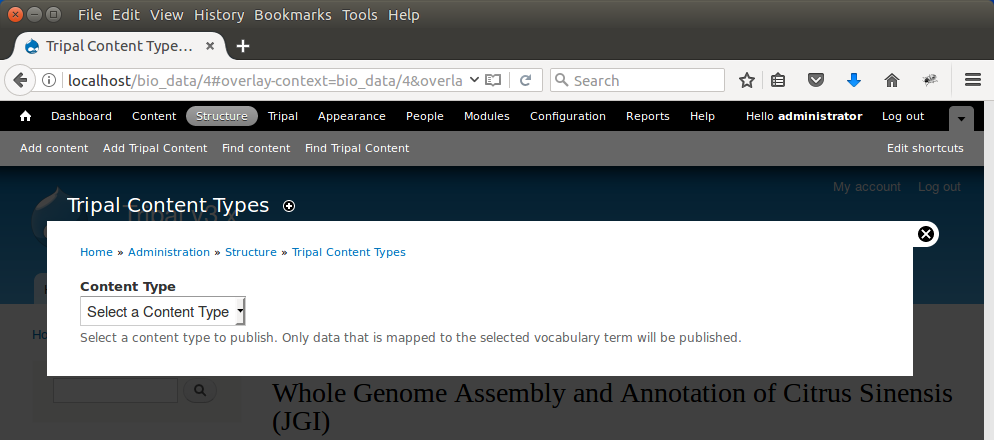 File Edit View History Bookmarks Tools Help
Tripal Content Type...
localhost/bio_data/4#overlay-context=bio_data/4&overla
Search
Dashboard Content Structure Tripal Appearance People Modules Configuration Reports Help Hello administrator Log out
Add content Add Tripal Content Find content Find Tripal Content Edit shortcuts
My account Log out
Tripal v3.x
Tripal Content Types
Home » Administration » Structure » Tripal Content Types
Content Type
Select a Content Type
Select a content type to publish. Only data that is mapped to the selected vocabulary term will be published.
Whole Genome Assembly and Annotation of Citrus Sinensis
(JGI)